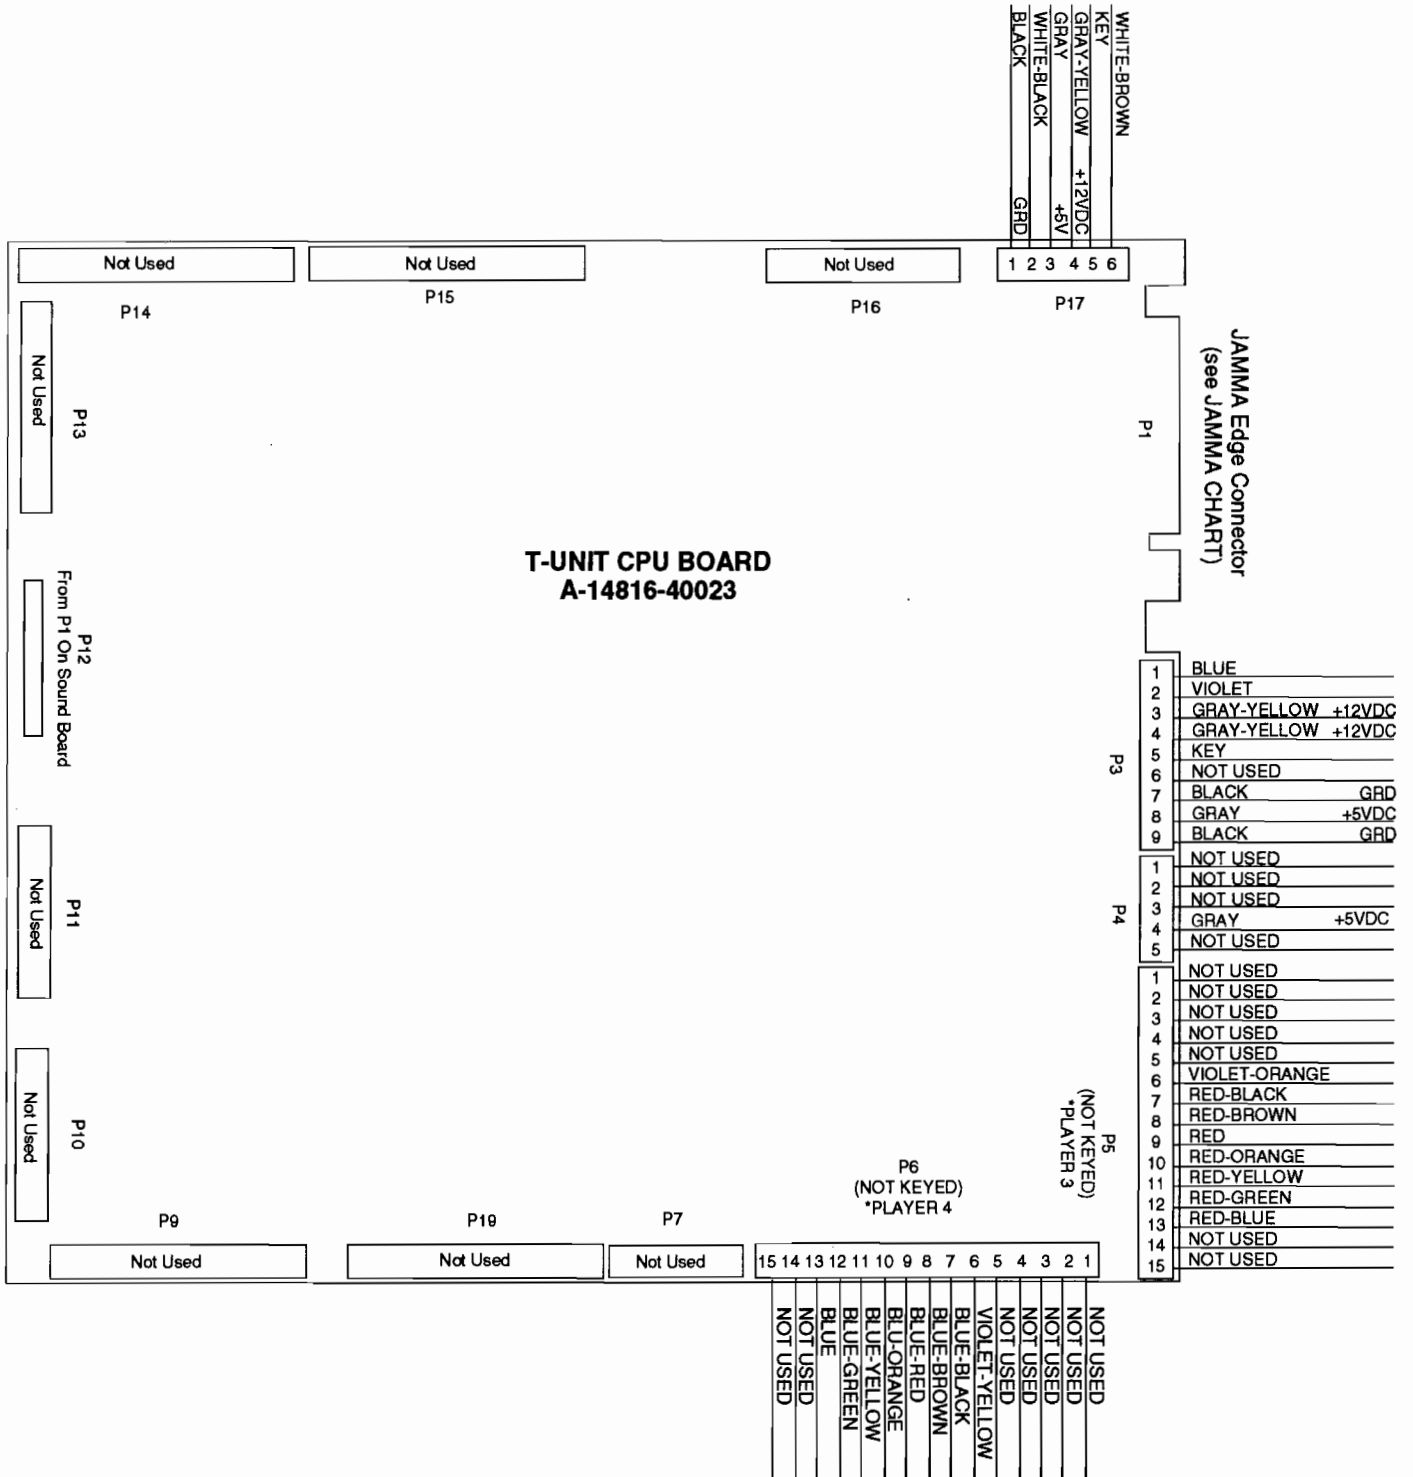 WHITE-BROWN
KEY
GRAY-YELLOW +12VDC
GRAY +5V
WHITE-BLACK
BLACK GRD
Not Used
Not Used
Not Used
1 2 3 4 5 6
P14
P15
P16
P17
JAMMA Edge Connector
(see JAMMA CHART)
P1
Not Used
P13
T-UNIT CPU BOARD
A-14816-40023
P12
From P1 On Sound Board
P3
1 BLUE
2 VIOLET
3 GRAY-YELLOW +12VDC
4 GRAY-YELLOW +12VDC
5 KEY
6 NOT USED
7 BLACK GRD
8 GRAY +5VDC
9 BLACK GRD
P4
1 NOT USED
2 NOT USED
3 NOT USED
4 GRAY +5VDC
5 NOT USED
Not Used
P11
Not Used
P10
P5
(NOT KEYED)
*PLAYER 3
1 NOT USED
2 NOT USED
3 NOT USED
4 NOT USED
5 NOT USED
6 VIOLET-ORANGE
7 RED-BLACK
8 RED-BROWN
9 RED
10 RED-ORANGE
11 RED-YELLOW
12 RED-GREEN
13 RED-BLUE
14 NOT USED
15 NOT USED
P6
(NOT KEYED)
*PLAYER 4
P9
P19
P7
Not Used
Not Used
Not Used
15 14 13 12 11 10 9 8 7 6 5 4 3 2 1
NOT USED
NOT USED
NOT USED
NOT USED
NOT USED
VIOLET-YELLOW
BLUE-BLACK
BLUE-BROWN
BLUE-RED
BLU-ORANGE
BLUE-YELLOW
BLUE-GREEN
BLUE
NOT USED
NOT USED